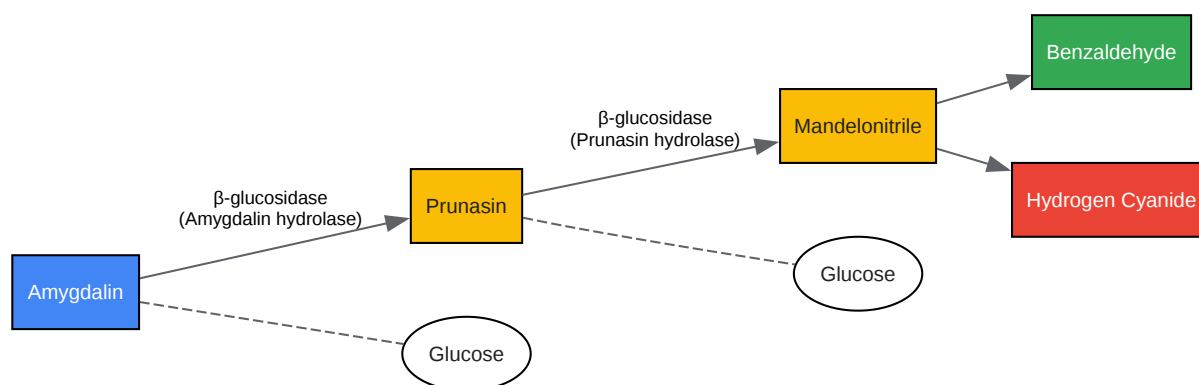 Benzaldehyde
β-glucosidase
(Prunasin hydrolase)
Mandelonitrile
β-glucosidase
(Amygdalin hydrolase)
Prunasin
Hydrogen Cyanide
Amygdalin
Glucose
Glucose